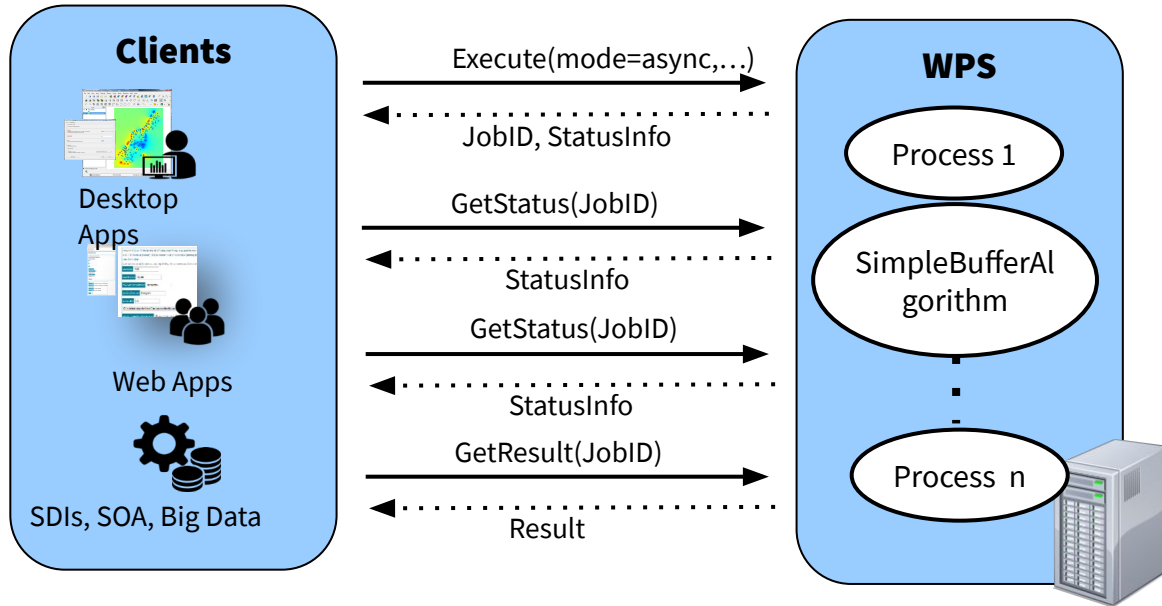 Clients
Desktop
Apps
Web Apps
SDIs, SOA, Big Data
Execute(mode=async,…)
JobID, StatusInfo
GetStatus(JobID)
StatusInfo
GetStatus(JobID)
StatusInfo
GetResult(JobID)
Result
WPS
Process 1
SimpleBufferAl
gorithm
Process n